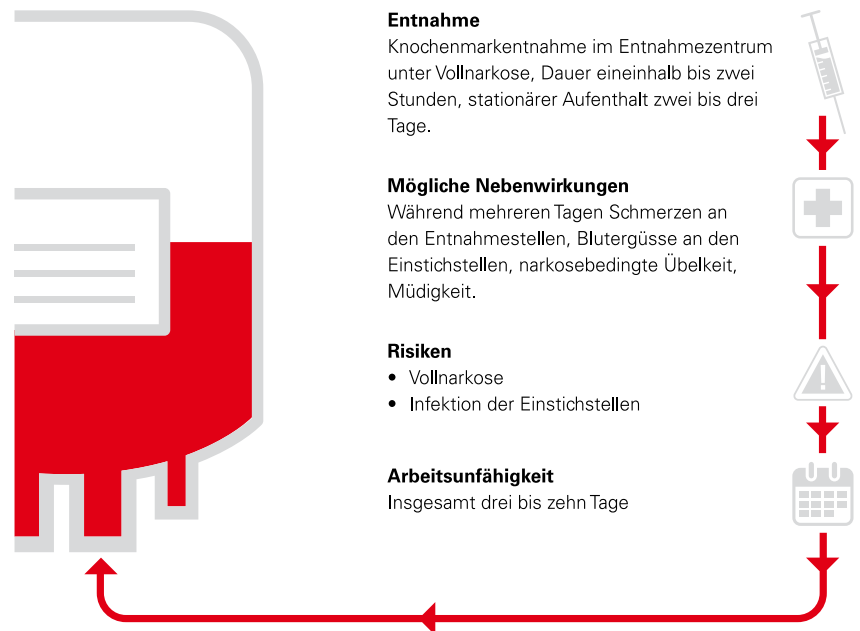 Entnahme
Knochenmarkentnahme im Entnahmezentrum
unter Vollnarkose, Dauer eineinhalb bis zwei
Stunden, stationärer Aufenthalt zwei bis drei
Tage.
Mögliche Nebenwirkungen
Während mehreren Tagen Schmerzen an
den Entnahmestellen, Blutergüsse an den
Einstichstellen, narkosebedingte Übelkeit,
Müdigkeit.
Risiken
• Vollnarkose
• Infektion der Einstichstellen
Arbeitsunfähigkeit
Insgesamt drei bis zehn Tage